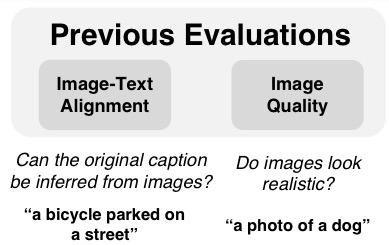 Previous Evaluations
Image-Text
Alignment
Image
Quality
Can the original caption
be inferred from images?
Do images look
realistic?
“a bicycle parked on
a street”
“a photo of a dog”